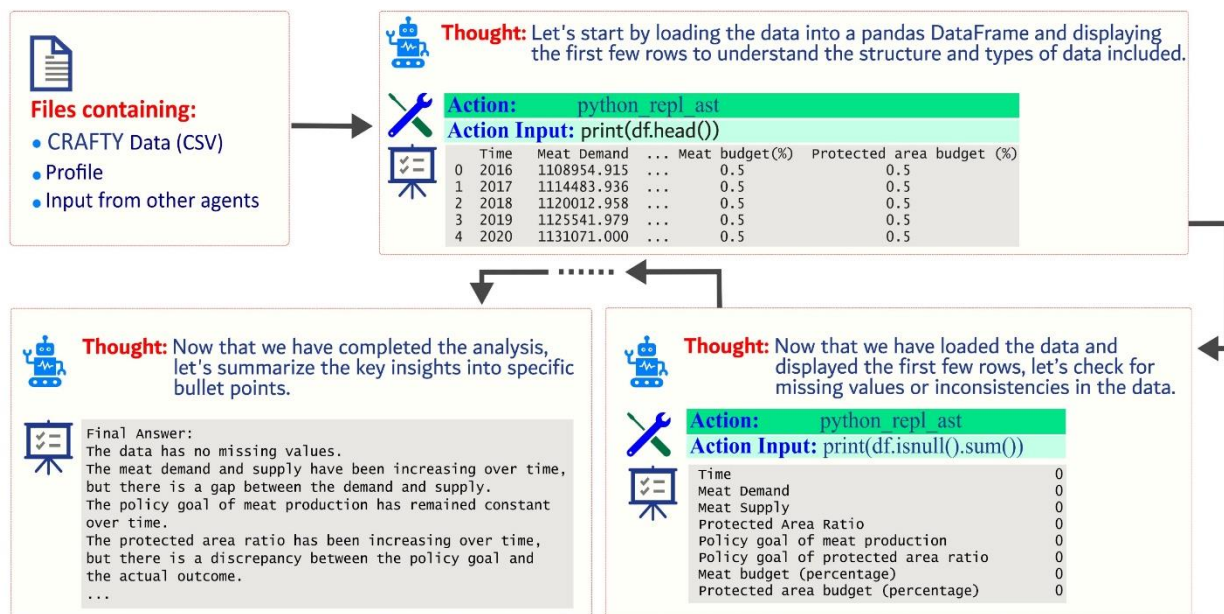 Files containing:
• CRAFTY Data (CSV)
• Profile
• Input from other agents
Thought: Let's start by loading the data into a pandas DataFrame and displaying
the first few rows to understand the structure and types of data included.
Action: python_repl_ast
Action Input: print(df.head())
Time Meat Demand ... Meat budget(%) Protected area budget (%)
0 2016 1108954.915 ... 0.5 0.5
1 2017 1114483.936 ... 0.5 0.5
2 2018 1120012.958 ... 0.5 0.5
3 2019 1125541.979 ... 0.5 0.5
4 2020 1131071.000 ... 0.5 0.5
Thought: Now that we have loaded the data and
displayed the first few rows, let's check for
missing values or inconsistencies in the data.
Action: python_repl_ast
Action Input: print(df.isnull().sum())
Time 0
Meat Demand 0
Meat Supply 0
Protected Area Ratio 0
Policy goal of meat production 0
Policy goal of protected area ratio 0
Meat budget (percentage) 0
Protected area budget (percentage) 0
......
Thought: Now that we have completed the analysis,
let's summarize the key insights into specific
bullet points.
Final Answer:
The data has no missing values.
The meat demand and supply have been increasing over time,
but there is a gap between the demand and supply.
The policy goal of meat production has remained constant
over time.
The protected area ratio has been increasing over time,
but there is a discrepancy between the policy goal and
the actual outcome.
...